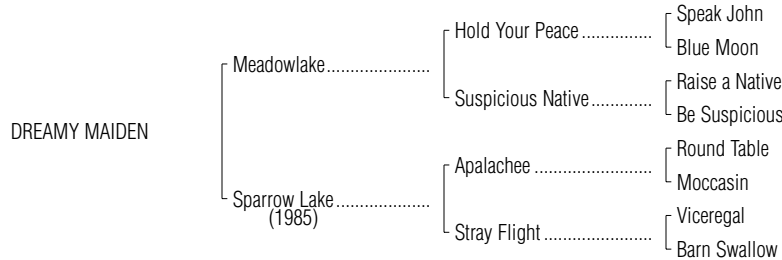 Speak John
Hold Your Peace ..............
Blue Moon
Meadowlake.....................
Raise a Native
Suspicious Native............
Be Suspicious
DREAMY MAIDEN
Round Table
Apalachee .......................
Moccasin
Sparrow Lake...................
(1985)
Viceregal
Stray Flight .....................
Barn Swallow